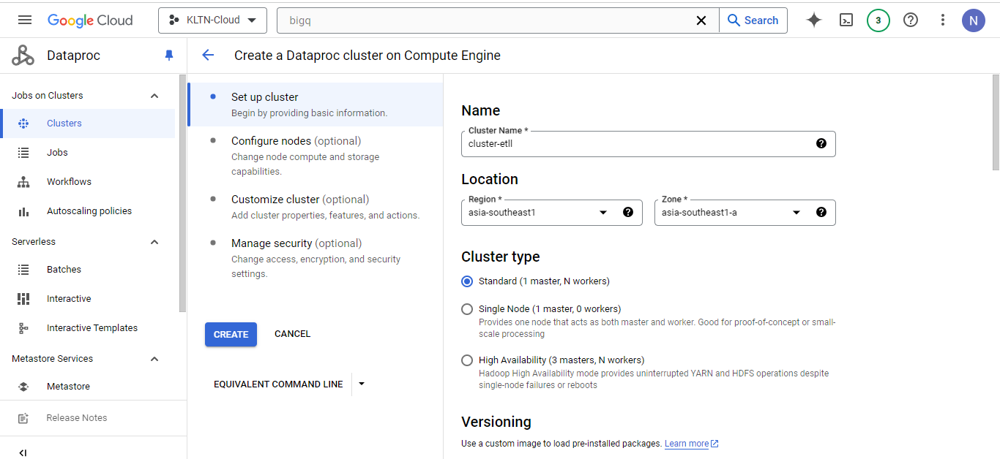 Google Cloud
KLTN-Cloud
bigq
Search
3
N
Dataproc
Create a Dataproc cluster on Compute Engine
Jobs on Clusters
Clusters
Jobs
Workflows
Autoscaling policies
Serverless
Batches
Interactive
Interactive Templates
Metastore Services
Metastore
Release Notes
Set up cluster
Begin by providing basic information.
Configure nodes (optional)
Change node compute and storage
capabilities.
Customize cluster (optional)
Add cluster properties, features, and actions.
Manage security (optional)
Change access, encryption, and security
settings.
CREATE
CANCEL
EQUIVALENT COMMAND LINE
Name
Cluster Name *
cluster-etll
Location
Region *
asia-southeast1
Zone *
asia-southeast1-a
Cluster type
Standard (1 master, N workers)
Single Node (1 master, 0 workers)
Provides one node that acts as both master and worker. Good for proof-of-concept or small-
scale processing
High Availability (3 masters, N workers)
Hadoop High Availability mode provides uninterrupted YARN and HDFS operations despite
single-node failures or reboots
Versioning
Use a custom image to load pre-installed packages. Learn more